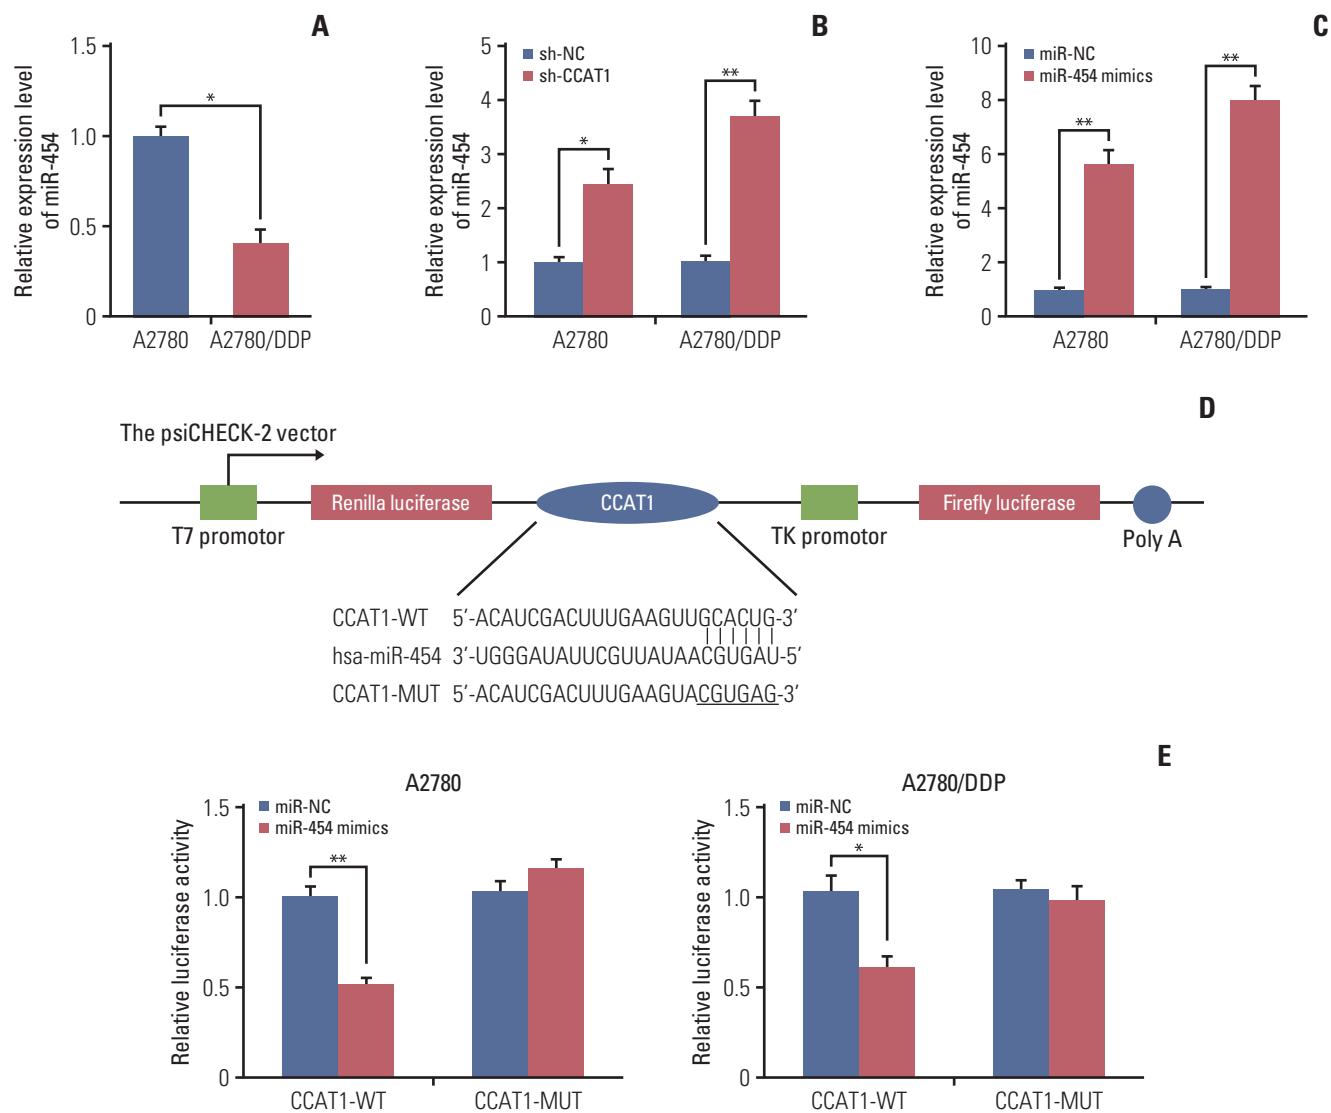 A
Relative expression level
of miR-454
1.5
1.0
0.5
0
*
A2780
A2780/DDP
B
Relative expression level
of miR-454
5
4
3
2
1
0
sh-NC
sh-CCAT1
*
**
A2780
A2780/DDP
C
Relative expression level
of miR-454
10
8
6
4
2
0
miR-NC
miR-454 mimics
**
**
A2780
A2780/DDP
D
The psiCHECK-2 vector
Renilla luciferase
CCAT1
Firefly luciferase
T7 promotor
TK promotor
Poly A
CCAT1-WT 5′-ACAUCGACUUUGAAGUUGCACUG-3′
hsa-miR-454 3′-UGGGAUAUUCGUUAUAACGUGAU-5′
CCAT1-MUT 5′-ACAUCGACUUUGAAGUACGUGAG-3′
E
A2780
Relative luciferase activity
1.5
1.0
0.5
0
miR-NC
miR-454 mimics
**
CCAT1-WT
CCAT1-MUT
A2780/DDP
Relative luciferase activity
1.5
1.0
0.5
0
miR-NC
miR-454 mimics
*
CCAT1-WT
CCAT1-MUT